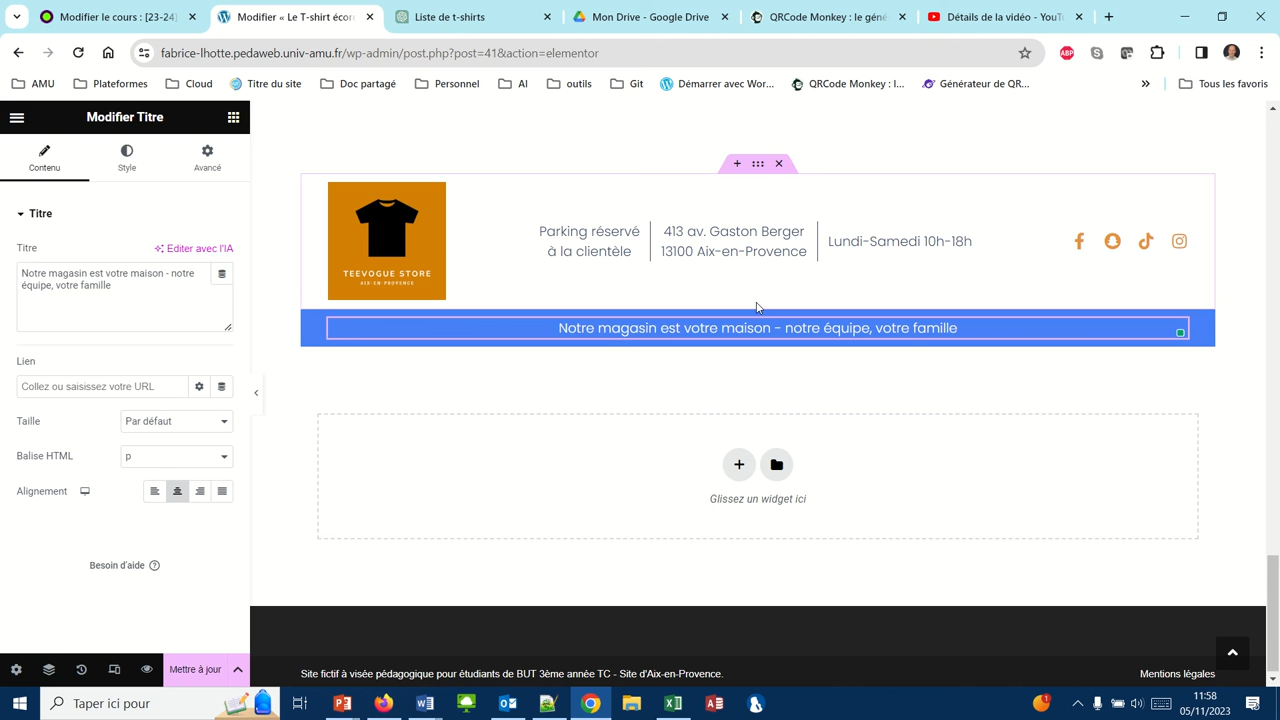 Modifier le cours : [23-24]
Modifier « Le T-shirt écor
Liste de t-shirts
Mon Drive - Google Drive
QRCode Monkey : le géné
Détails de la vidéo - YouTu
fabrice-lhotte.pedaweb.univ-amu.fr/wp-admin/post.php?post=41&action=elementor
ABP
AMU
Plateformes
Cloud
Titre du site
Doc partagé
Personnel
AI
outils
Git
Démarrer avec Wor...
QRCode Monkey : l...
Générateur de QR...
»
Tous les favoris
Modifier Titre
Contenu
Style
Avancé
Titre
Titre
Editer avec l'IA
Notre magasin est votre maison - notre
équipe, votre famille
Lien
Collez ou saisissez votre URL
Taille
Par défaut
Balise HTML
p
Alignement
Besoin d'aide
Mettre à jour
TEEVOGUE STORE
AIX-EN-PROVENCE
Parking réservé
à la clientèle
413 av. Gaston Berger
13100 Aix-en-Provence
Lundi-Samedi 10h-18h
Notre magasin est votre maison - notre équipe, votre famille
Glissez un widget ici
Site fictif à visée pédagogique pour étudiants de BUT 3ème année TC - Site d'Aix-en-Provence.
Mentions légales
Taper ici pour
1
11:58
05/11/2023